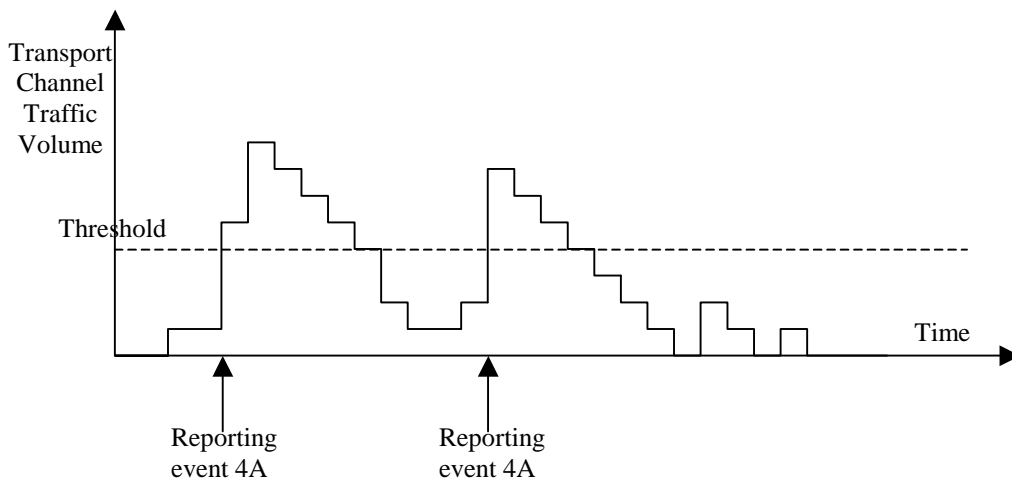 Transport
Channel
Traffic
Volume
Threshold
Time
Reporting
event 4A
Reporting
event 4A